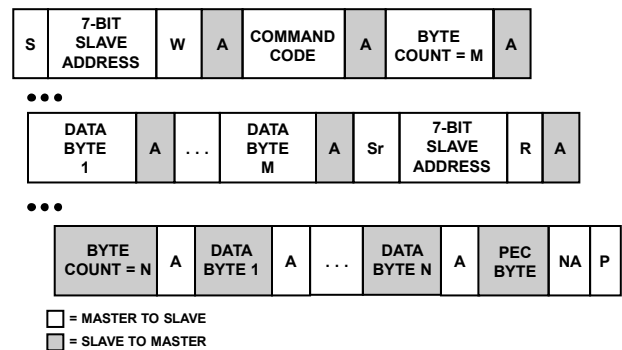 S 7-BIT SLAVE ADDRESS W A COMMAND CODE A BYTE COUNT = M A
•••
DATA BYTE 1 A ... DATA BYTE M A Sr 7-BIT SLAVE ADDRESS R A
•••
BYTE COUNT = N A DATA BYTE 1 A ... DATA BYTE N A PEC BYTE NA P
= MASTER TO SLAVE
= SLAVE TO MASTER